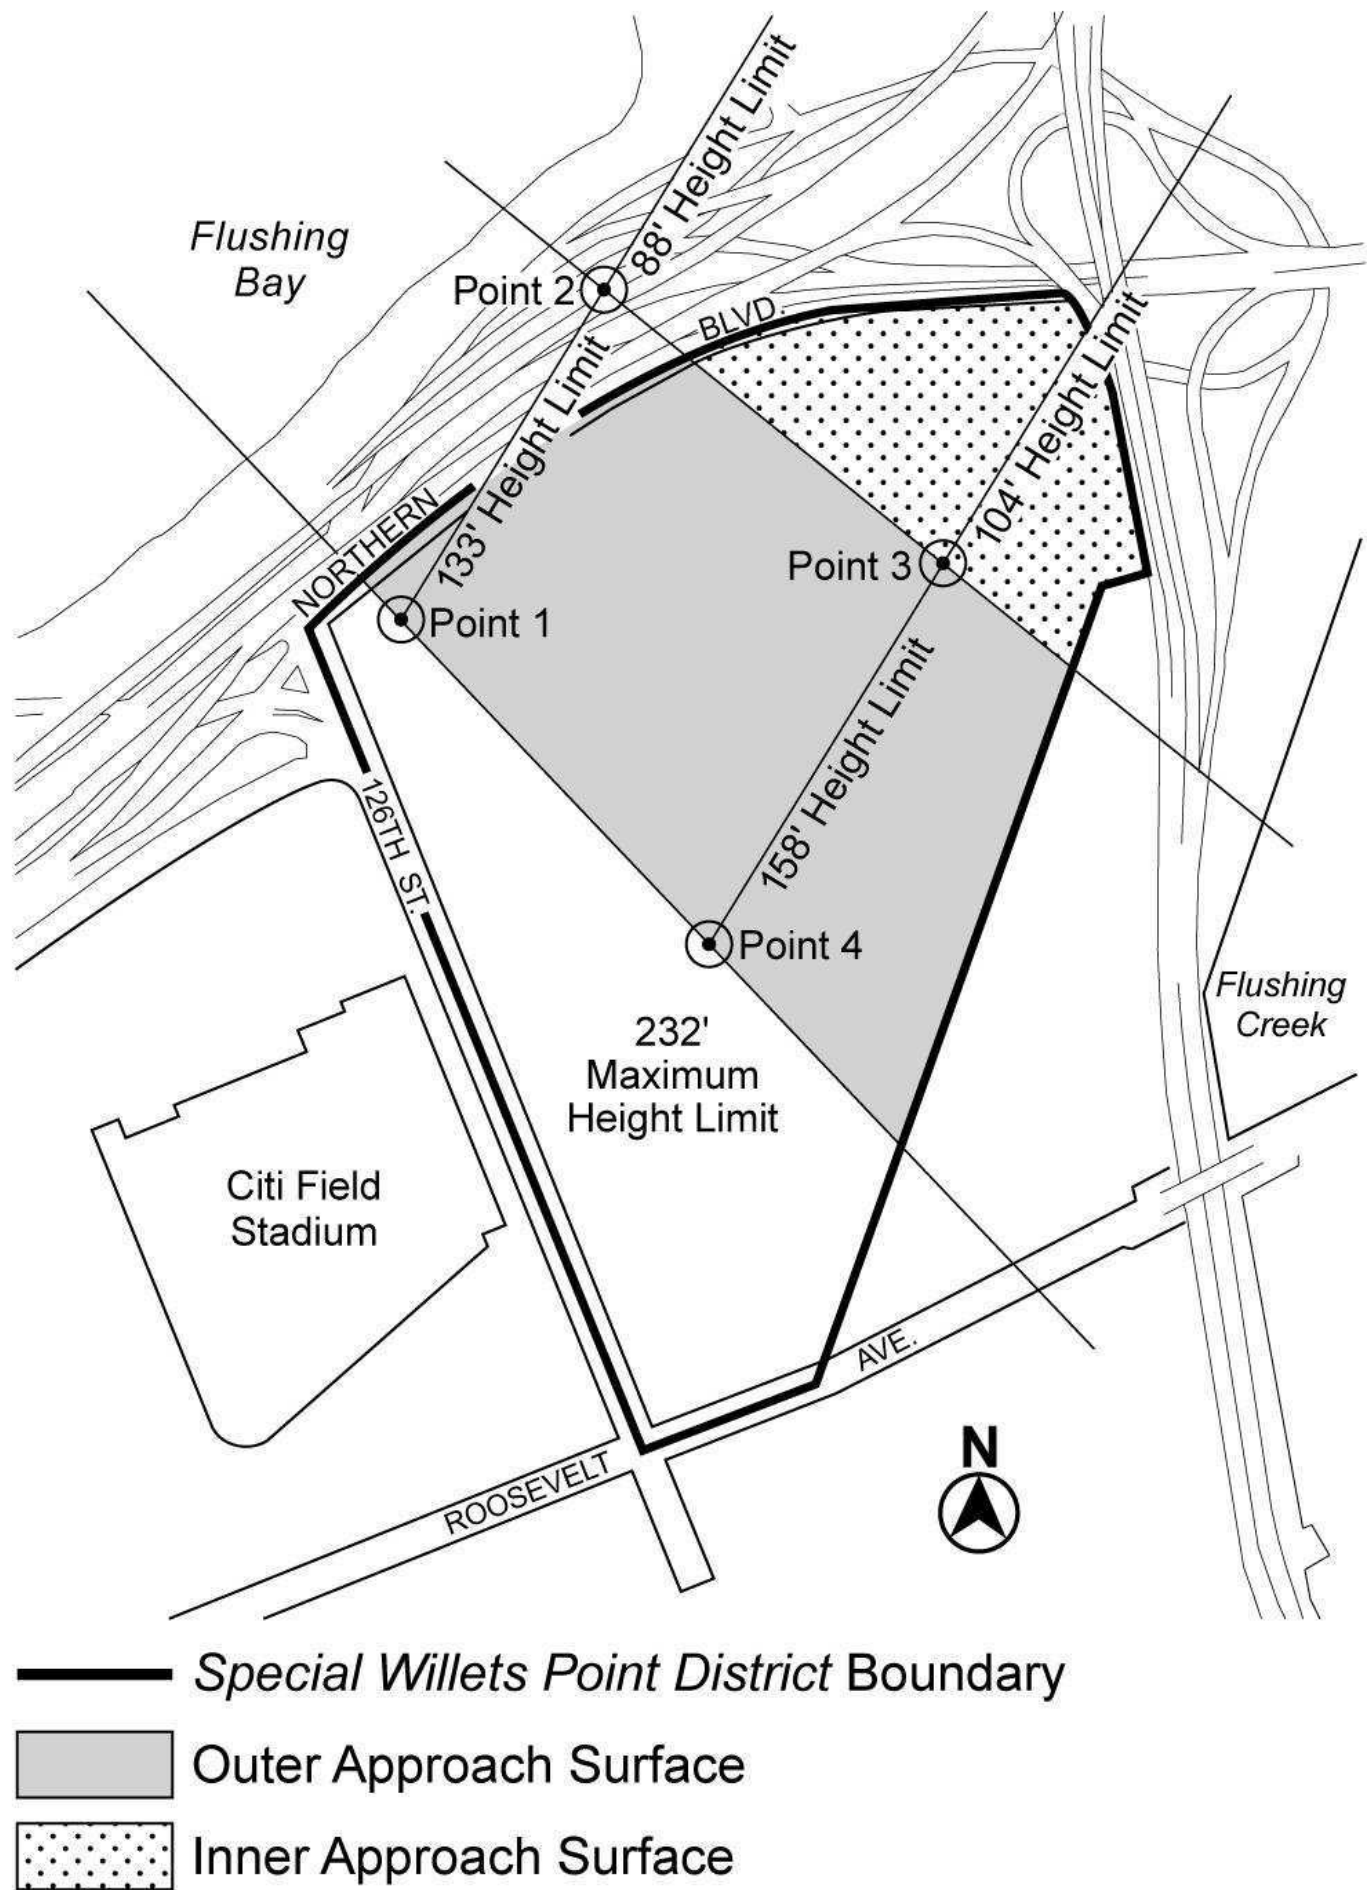 88' Height Limit
Flushing
Bay
Point 2
BLVD.
104' Height Limit
133' Height Limit
NORTHERN
Point 3
Point 1
158' Height Limit
126TH ST.
Point 4
Flushing
Creek
232'
Maximum
Height Limit
Citi Field
Stadium
AVE.
ROOSEVELT
N
Special Willets Point District Boundary
Outer Approach Surface
Inner Approach Surface